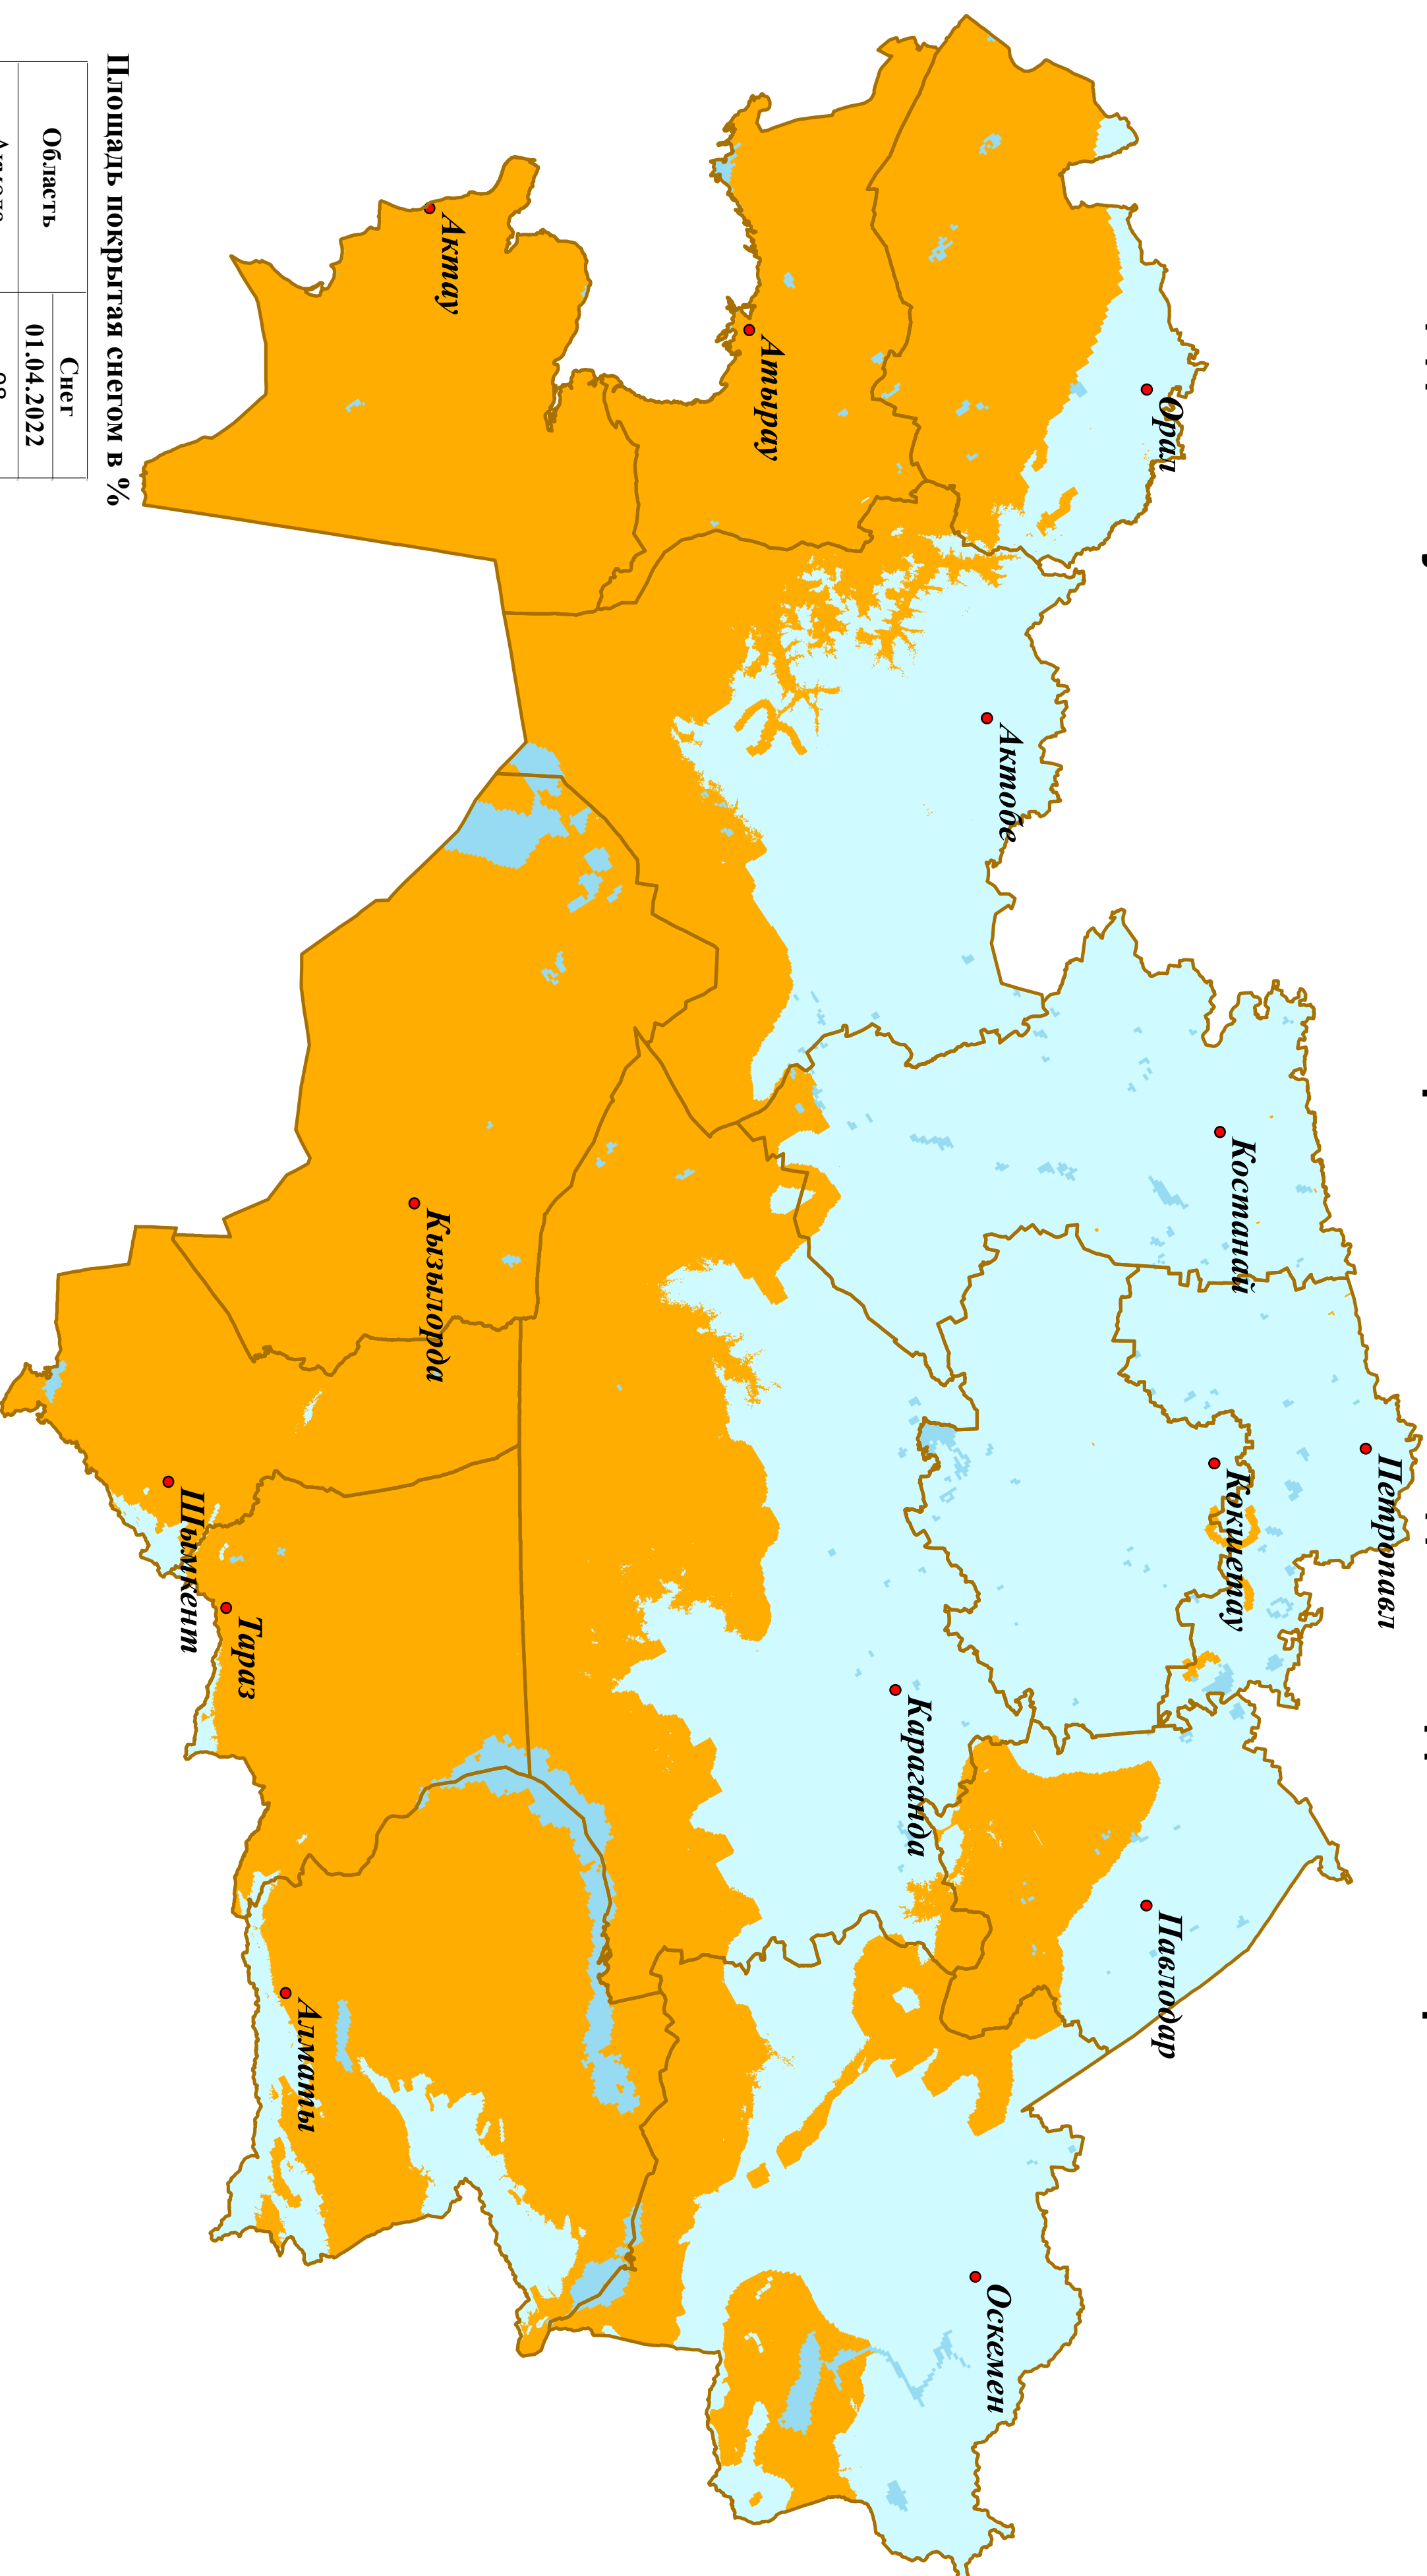 Петропавл
Костанай
Кокшетау
Орал
Павлодар
Актобе
Оскемен
Караганда
Атырау
Актау
Кызылорда
Алматы
Тараз
Шымкент
Площадь покрытая снегом в %
Область
Снег
01.04.2022